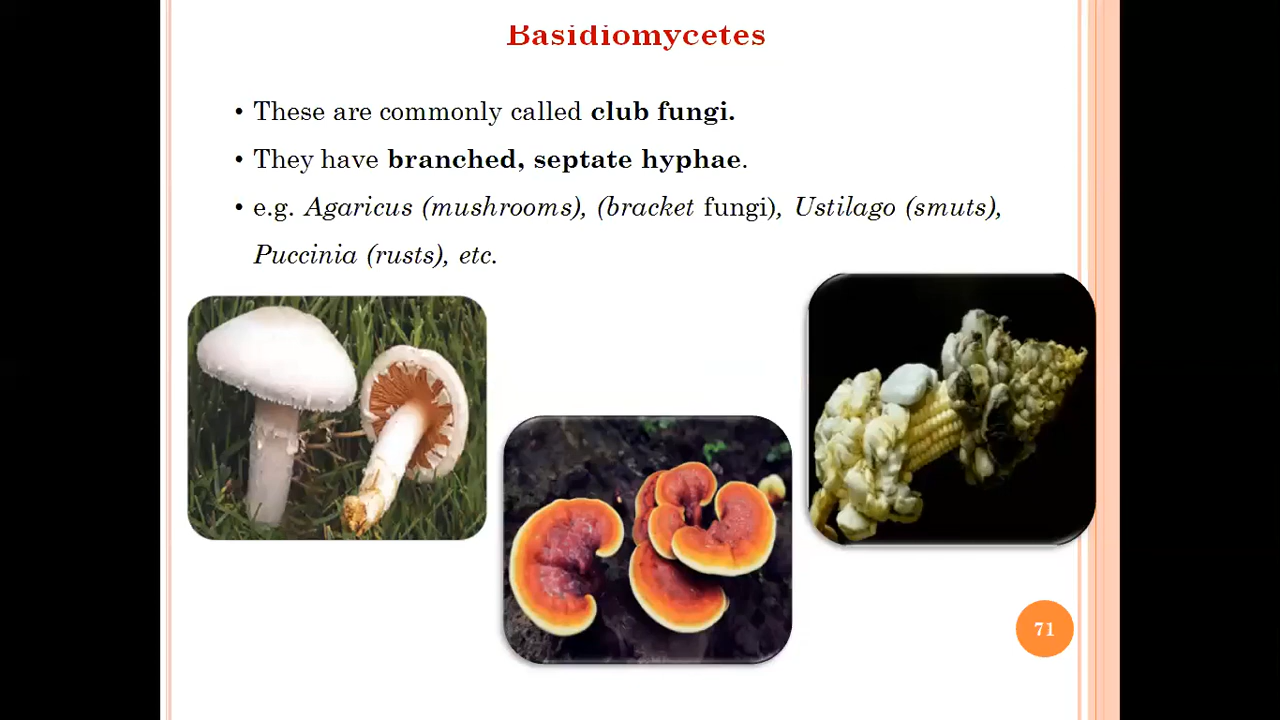 Basidiomycetes
• These are commonly called club fungi.
• They have branched, septate hyphae.
• e.g. Agaricus (mushrooms), (bracket fungi), Ustilago (smuts),
Puccinia (rusts), etc.
71